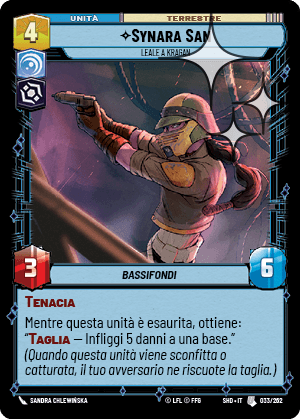 4
UNITÀ
TERRESTRE
✧SYNARA SAN
LEALE A KRAGAN
3
BASSIFONDI
6
TENACIA
Mentre questa unità è esaurita, ottiene:
“TAGLIA — Infliggi 5 danni a una base.”
(Quando questa unità viene sconfitta o
catturata, il tuo avversario ne riscuote la taglia.)
SANDRA CHLEWIŃSKA
© LFL © FFG
SHD•IT
033/262